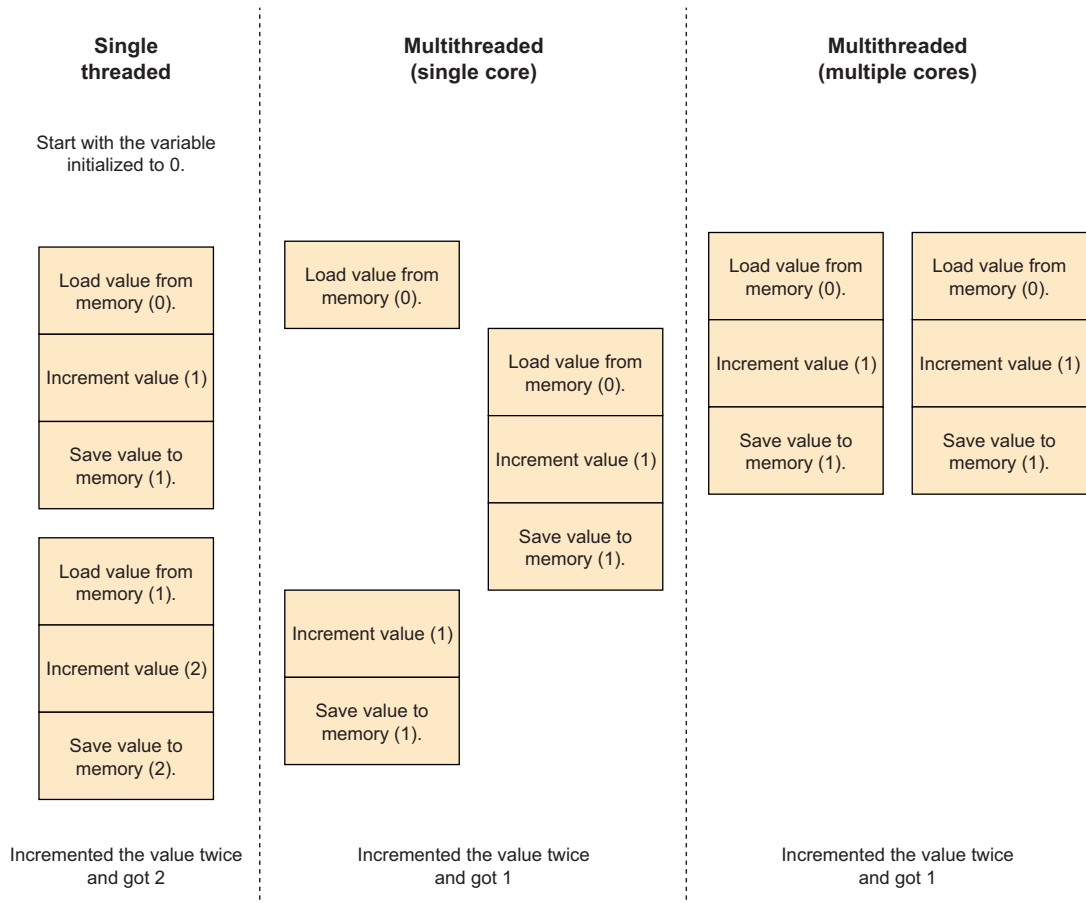 Single
threaded
Start with the variable
initialized to 0.
Load value from
memory (0).
Increment value (1)
Save value to
memory (1).
Load value from
memory (1).
Increment value (2)
Save value to
memory (2).
Incremented the value twice
and got 2
Multithreaded
(single core)
Load value from
memory (0).
Load value from
memory (0).
Increment value (1)
Save value to
memory (1).
Increment value (1)
Save value to
memory (1).
Incremented the value twice
and got 1
Multithreaded
(multiple cores)
Load value from
memory (0).
Increment value (1)
Save value to
memory (1).
Load value from
memory (0).
Increment value (1)
Save value to
memory (1).
Incremented the value twice
and got 1